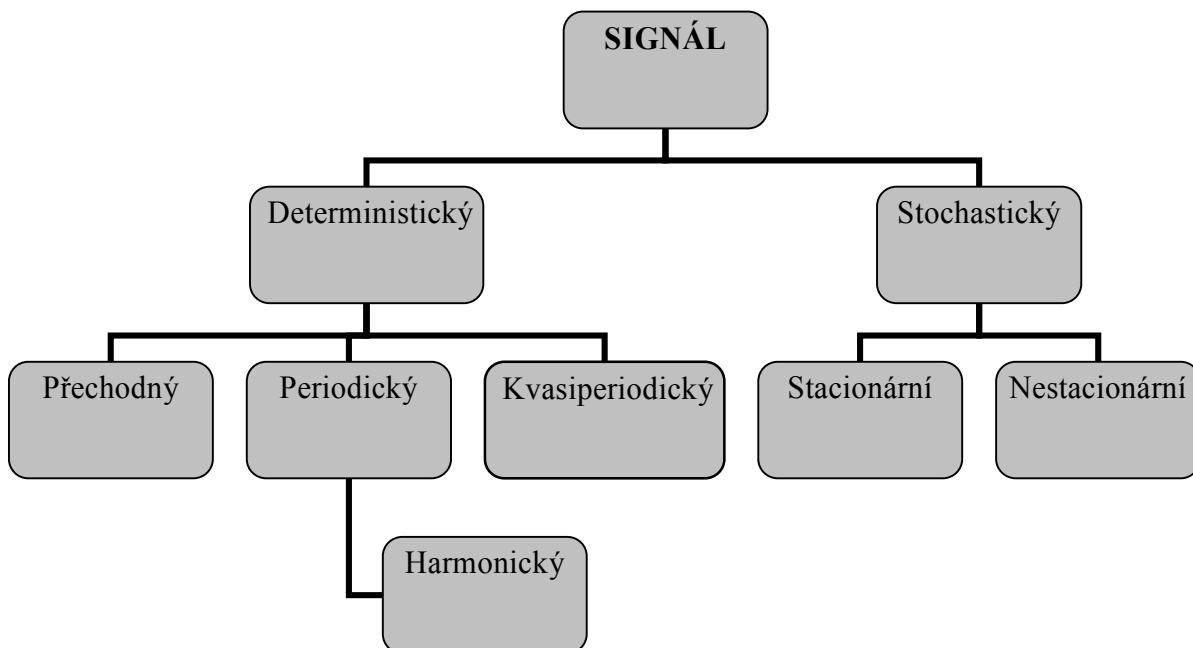 SIGNÁL
Deterministický
Stochastický
Přechodný
Periodický
Kvasiperiodický
Stacionární
Nestacionární
Harmonický